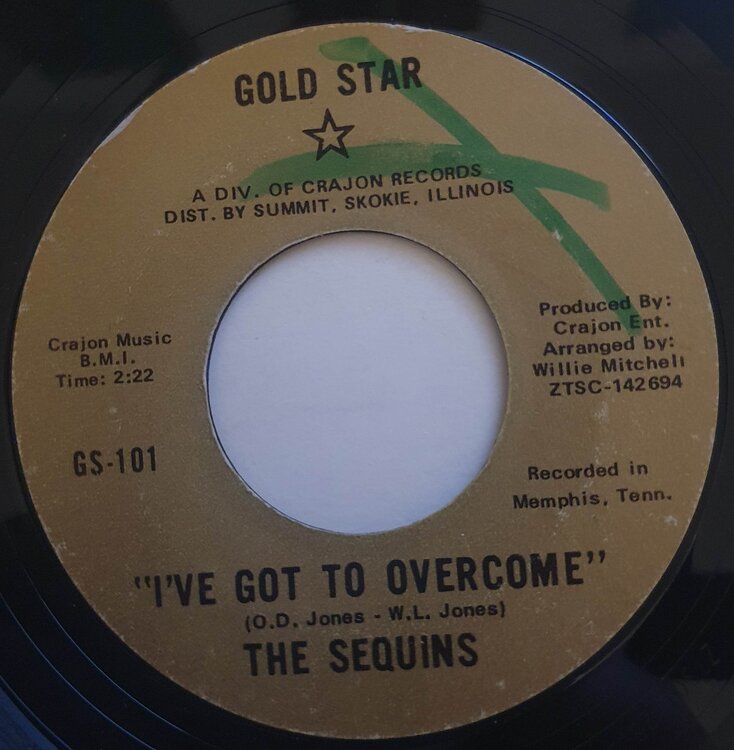 GOLD STAR
A DIV. OF CRAJON RECORDS
DIST. BY SUMMIT, SKOKIE, ILLINOIS
Crajon Music
B.M.I.
Time: 2:22
GS-101
Produced By:
Crajon Ent.
Arranged by:
Willie Mitchell
ZTSC-142694
Recorded in
Memphis, Tenn.
"I'VE GOT TO OVERCOME"
(O.D. Jones - W.L. Jones)
THE SEQUINS